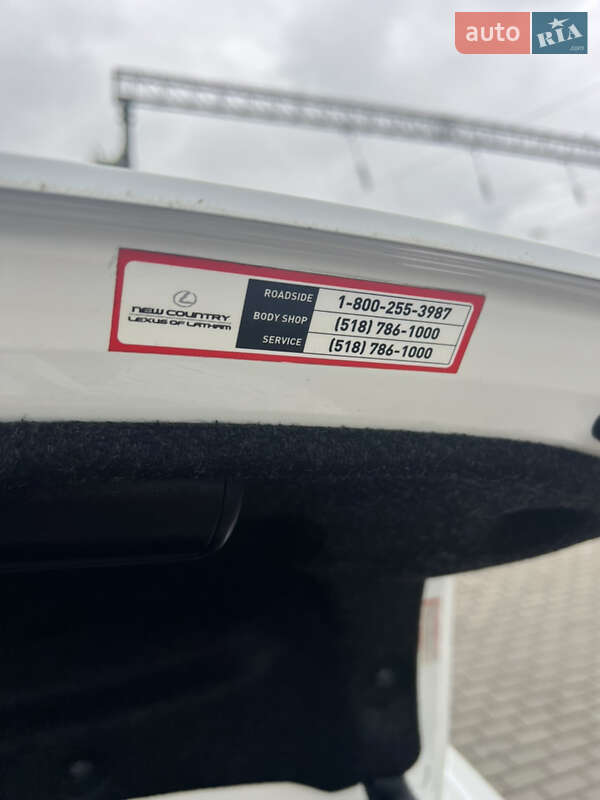 auto RIA.com
NEW COUNTRY
LEXUS OF LATHAM
ROADSIDE 1-800-255-3987
BODY SHOP (518) 786-1000
SERVICE (518) 786-1000